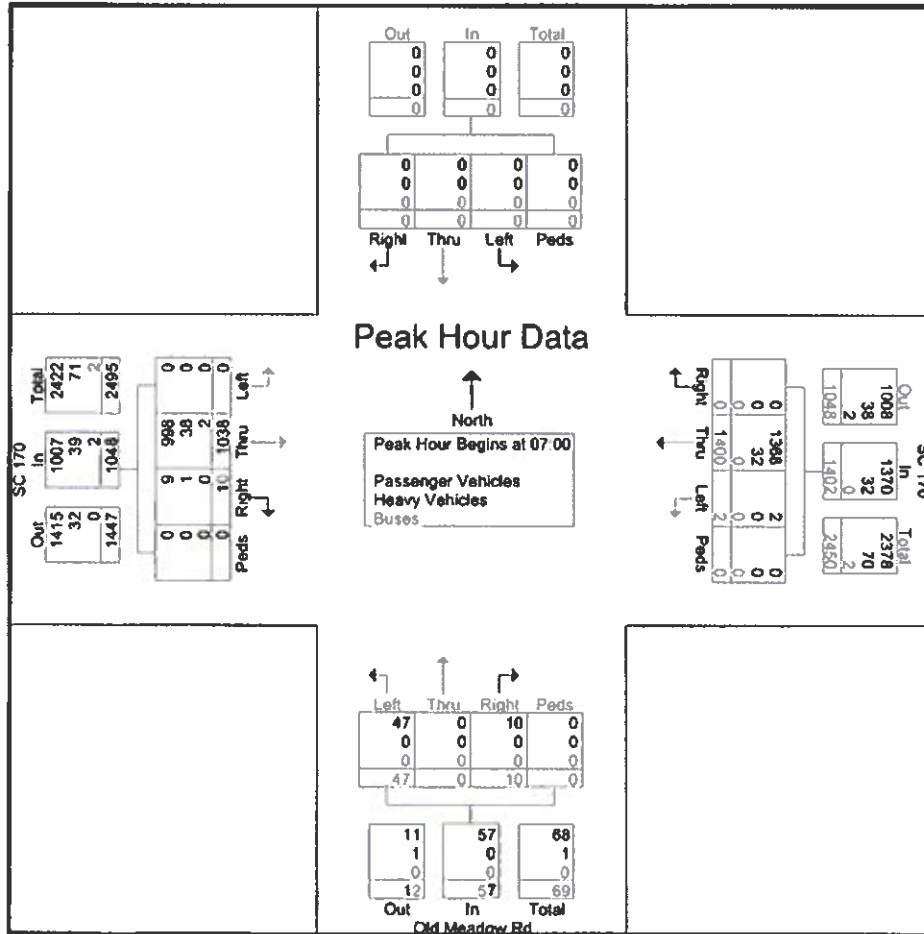 Out In Total
0 0 0
0 0 0
0 0 0
0 0 0
0 0 0 0
0 0 0 0
0 0 0 0
0 0 0 0
Right Thru Left Peds
Peak Hour Data
North
Peak Hour Begins at 07:00
Passenger Vehicles
Heavy Vehicles
Buses
SC 170
Total In Out
2422 1007 1415
71 39 32
2 2 0
2495 1048 1447
0 998 9 0
0 38 1 0
0 2 0 0
0 1038 10 0
Left Thru Right Peds
SC 170
Out In Total
1008 1370 2378
38 32 70
2 0 2
1048 1402 2450
0 1368 2 0
0 32 0 0
0 0 0 0
0 1400 2 0
Right Thru Left Peds
Left Thru Right Peds
47 0 10 0
0 0 0 0
0 0 0 0
47 0 10 0
11 57 68
1 0 1
0 0 0
12 57 69
Out In Total
Old Meadow Rd